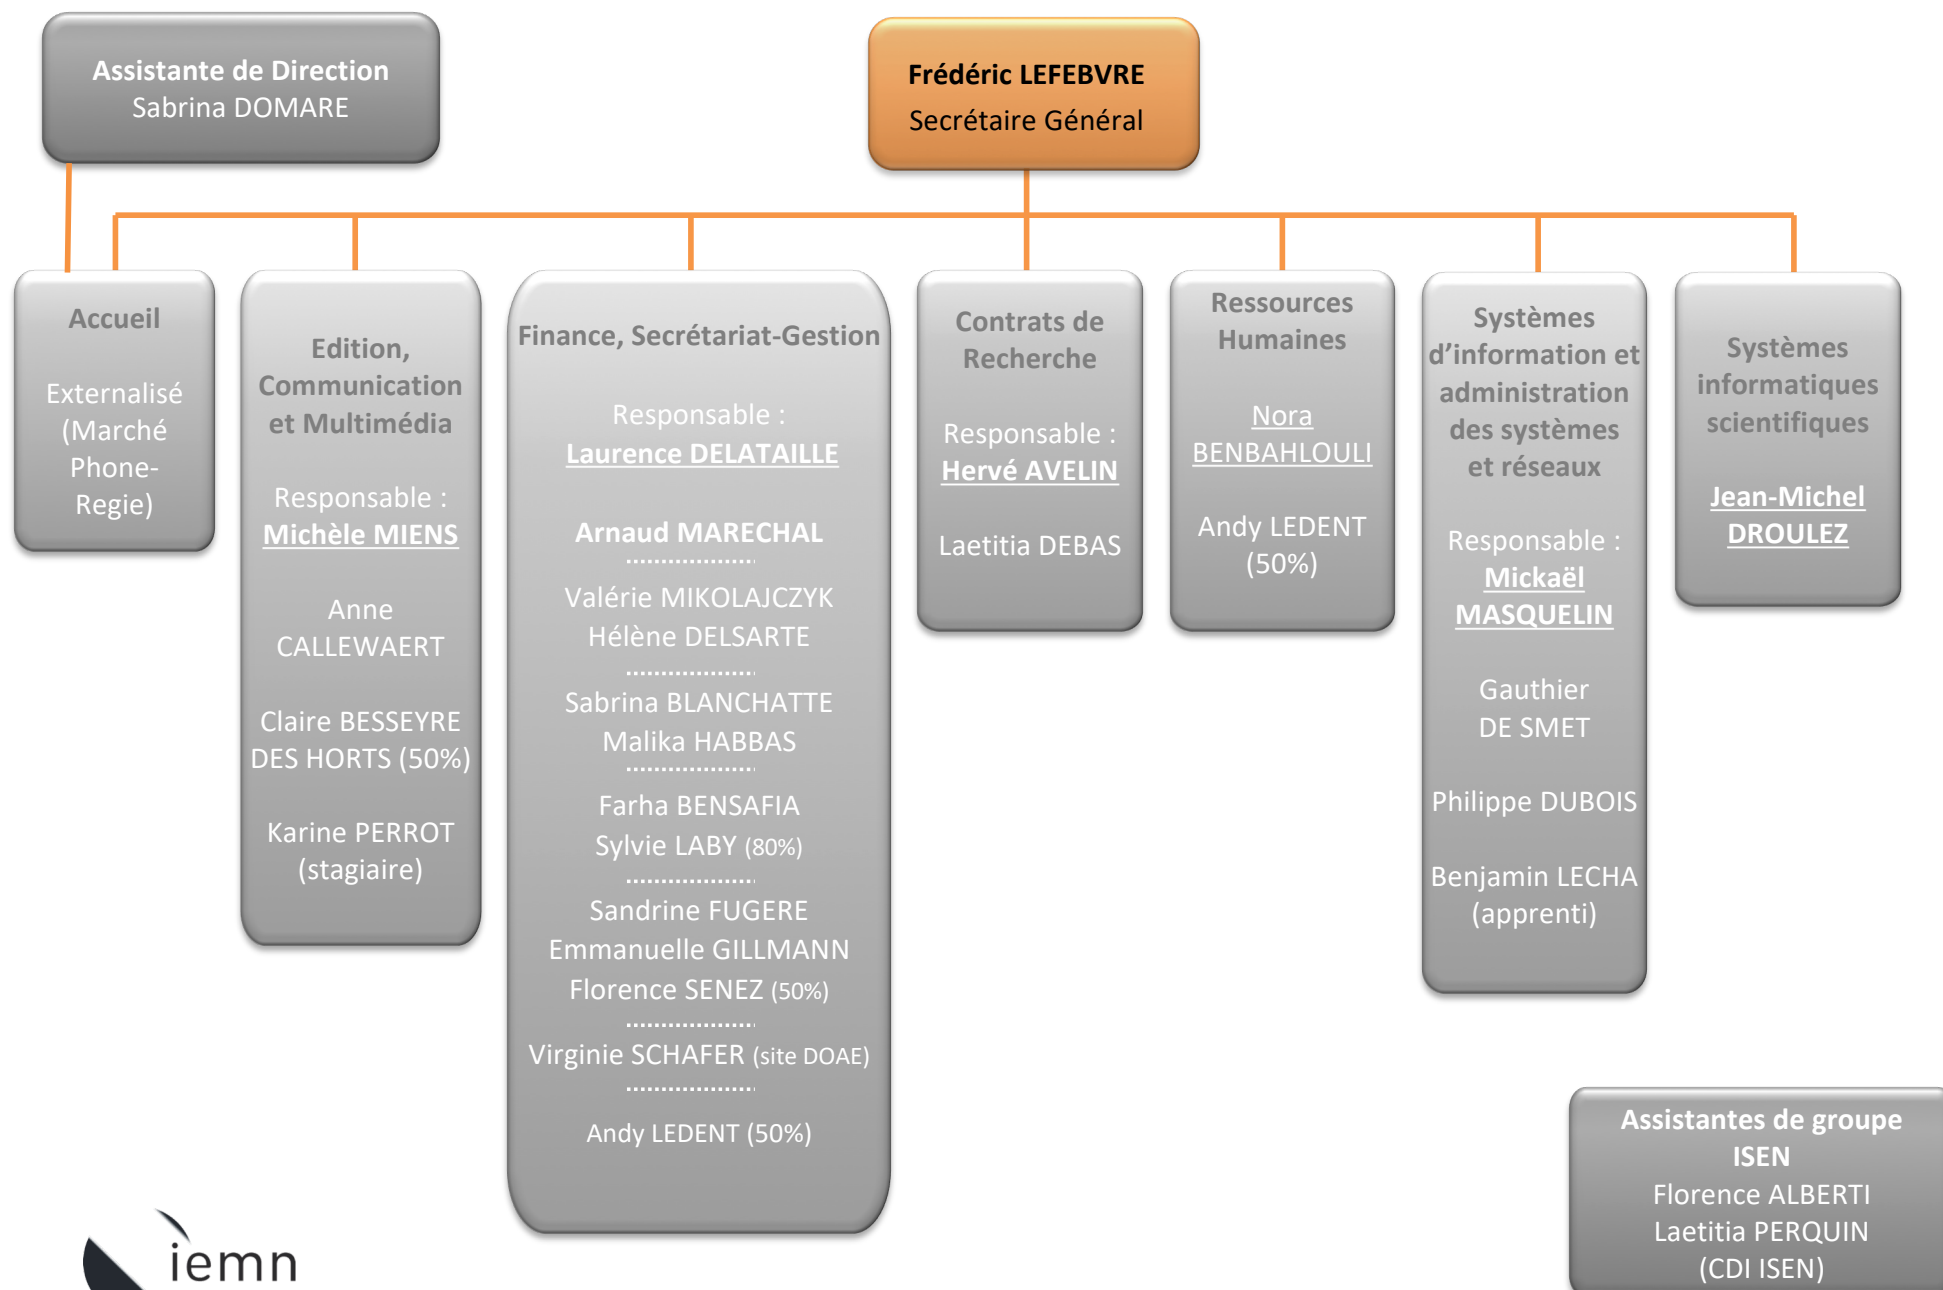 Assistante de Direction
Sabrina DOMARE
Frédéric LEFEBVRE
Secrétaire Général
Accueil
Externalisé
(Marché
Phone-
Regie)
Edition,
Communication
et Multimédia
Responsable :
Michèle MIENS
Anne
CALLEWAERT
Claire BESSEYRE
DES HORTS (50%)
Karine PERROT
(stagiaire)
Finance, Secrétariat-Gestion
Responsable :
Laurence DELATAILLE
Arnaud MARECHAL
Valérie MIKOLAJCZYK
Hélène DELSARTE
Sabrina BLANCHATTE
Malika HABBAS
Farha BENSAFIA
Sylvie LABY (80%)
Sandrine FUGERE
Emmanuelle GILLMANN
Florence SENEZ (50%)
Virginie SCHAFER (site DOAE)
Andy LEDENT (50%)
Contrats de
Recherche
Responsable :
Hervé AVELIN
Laetitia DEBAS
Ressources
Humaines
Nora
BENBAHLOULI
Andy LEDENT
(50%)
Systèmes
d’information et
administration
des systèmes
et réseaux
Responsable :
Mickaël
MASQUELIN
Gauthier
DE SMET
Philippe DUBOIS
Benjamin LECHA
(apprenti)
Systèmes
informatiques
scientifiques
Jean-Michel
DROULEZ
Assistantes de groupe
ISEN
Florence ALBERTI
Laetitia PERQUIN
(CDI ISEN)
iemn